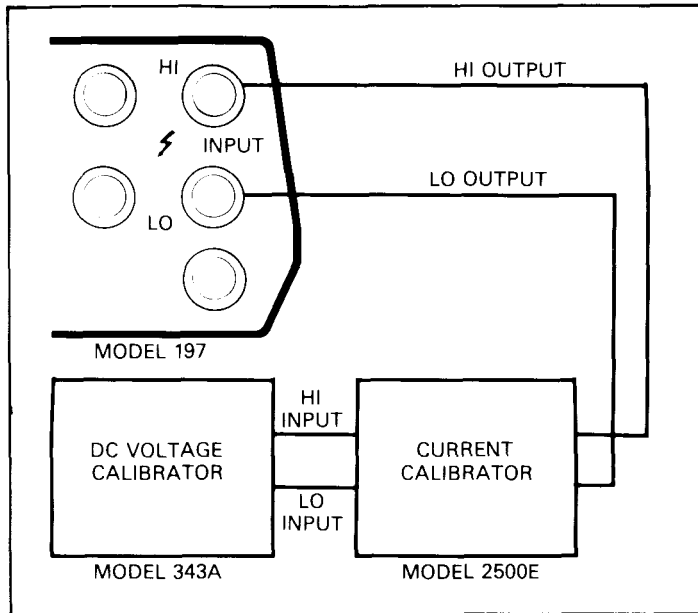 HI
HI OUTPUT
INPUT
LO OUTPUT
LO
MODEL 197
HI
INPUT
DC VOLTAGE
CALIBRATOR
CURRENT
CALIBRATOR
LO
INPUT
MODEL 343A
MODEL 2500E